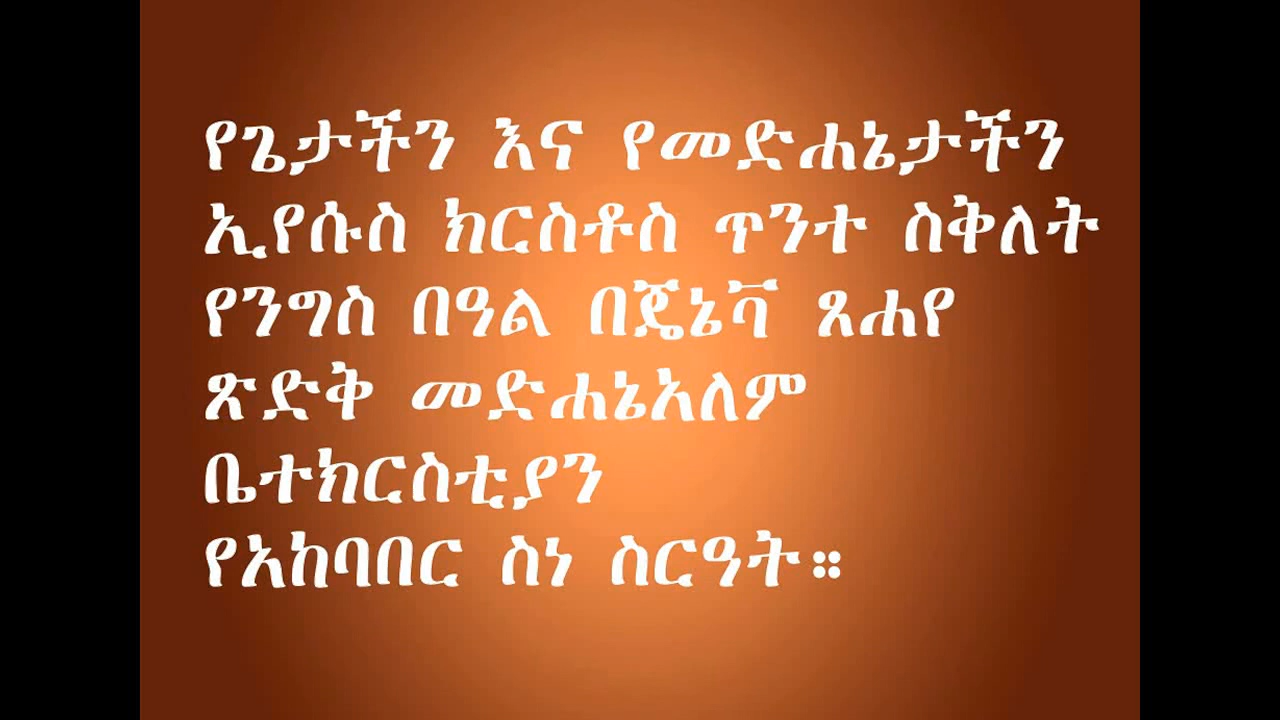 የጌታችን እና የመድሐኔታችን
ኢየሱስ ክርስቶስ ጥንተ ስቅለት
የንግስ በዓል በጄኔቫ ጸሐየ
ጽድቅ መድሐኔአለም
ቤተክርስቲያን
የአከባበር ስነ ስርዓት።